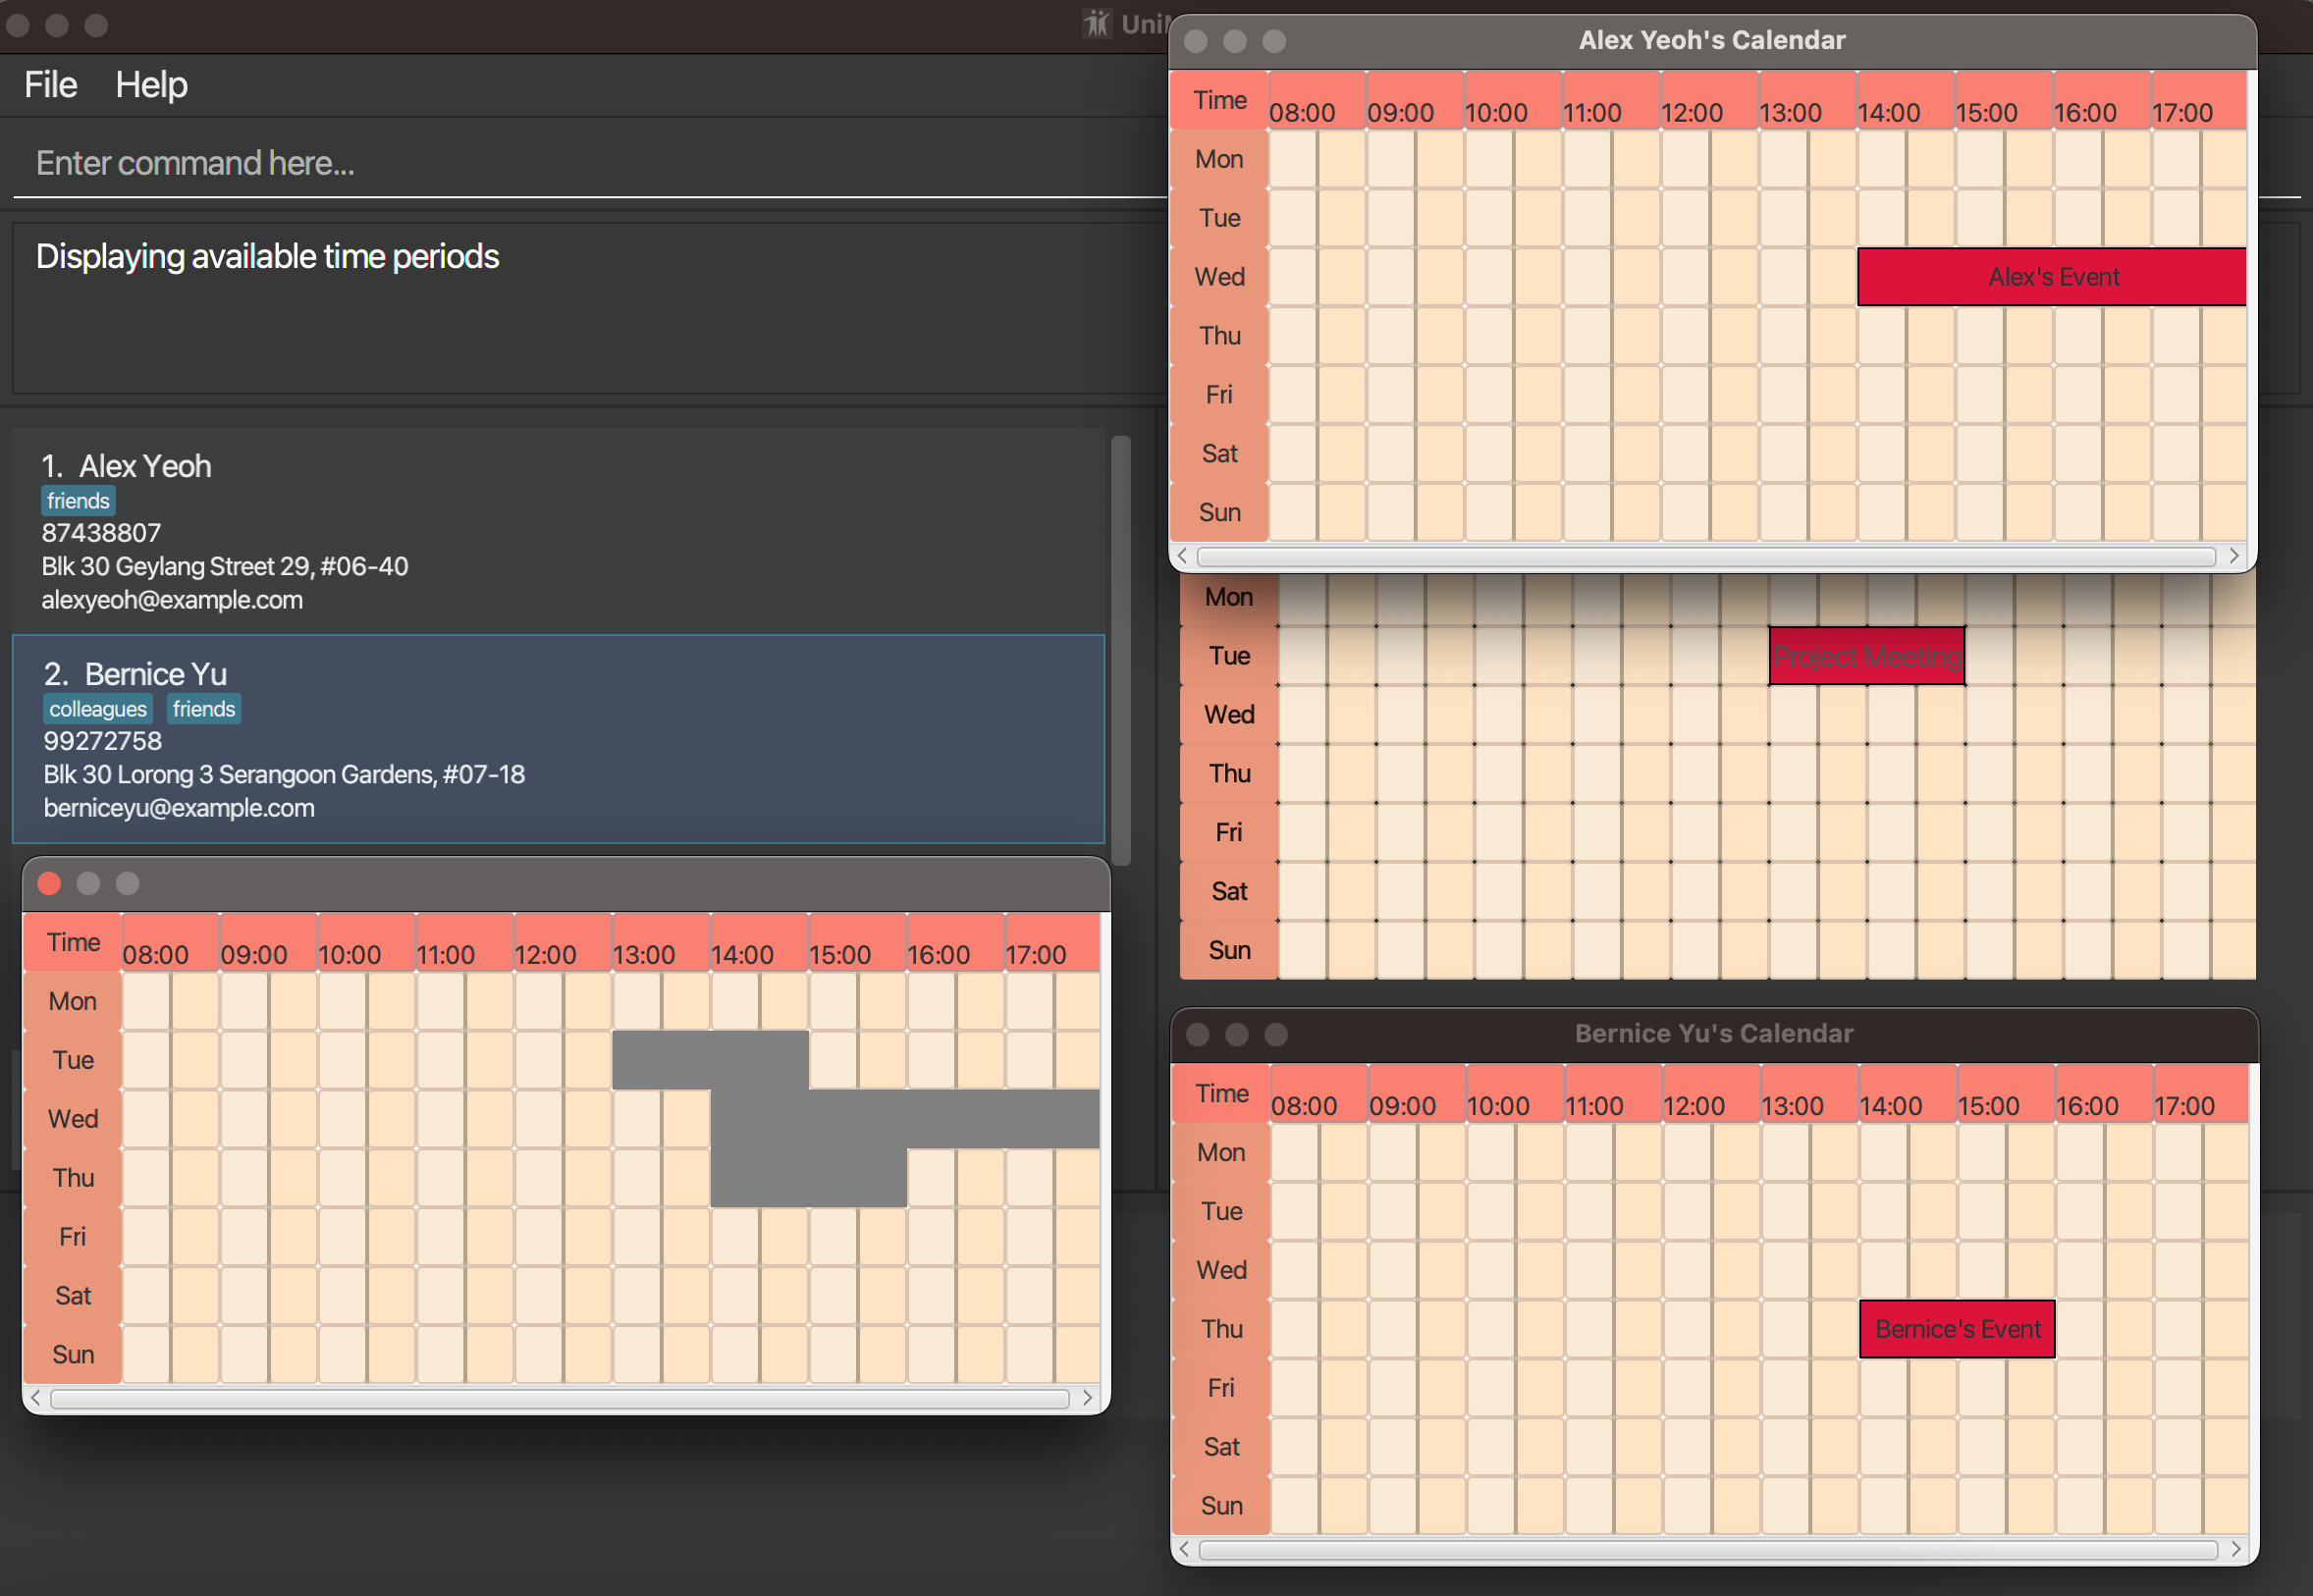 Uni
File Help
Enter command here...
Displaying available time periods
1. Alex Yeoh
friends
87438807
Blk 30 Geylang Street 29, #06-40
alexyeoh@example.com
2. Bernice Yu
colleagues friends
99272758
Blk 30 Lorong 3 Serangoon Gardens, #07-18
berniceyu@example.com
Time 08:00 09:00 10:00 11:00 12:00 13:00 14:00 15:00 16:00 17:00
Mon
Tue
Wed
Thu
Fri
Sat
Sun
Alex Yeoh's Calendar
Time 08:00 09:00 10:00 11:00 12:00 13:00 14:00 15:00 16:00 17:00
Mon
Tue
Wed Alex's Event
Thu
Fri
Sat
Sun
Mon
Tue Project Meeting
Wed
Thu
Fri
Sat
Sun
Bernice Yu's Calendar
Time 08:00 09:00 10:00 11:00 12:00 13:00 14:00 15:00 16:00 17:00
Mon
Tue
Wed
Thu Bernice's Event
Fri
Sat
Sun